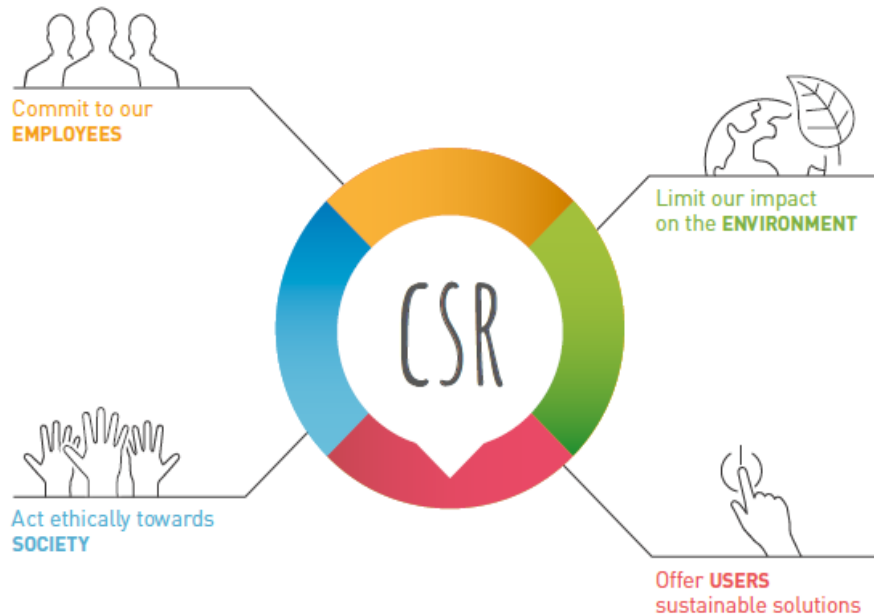 Commit to our
EMPLOYEES
Limit our impact
on the ENVIRONMENT
CSR
Act ethically towards
SOCIETY
Offer USERS
sustainable solutions